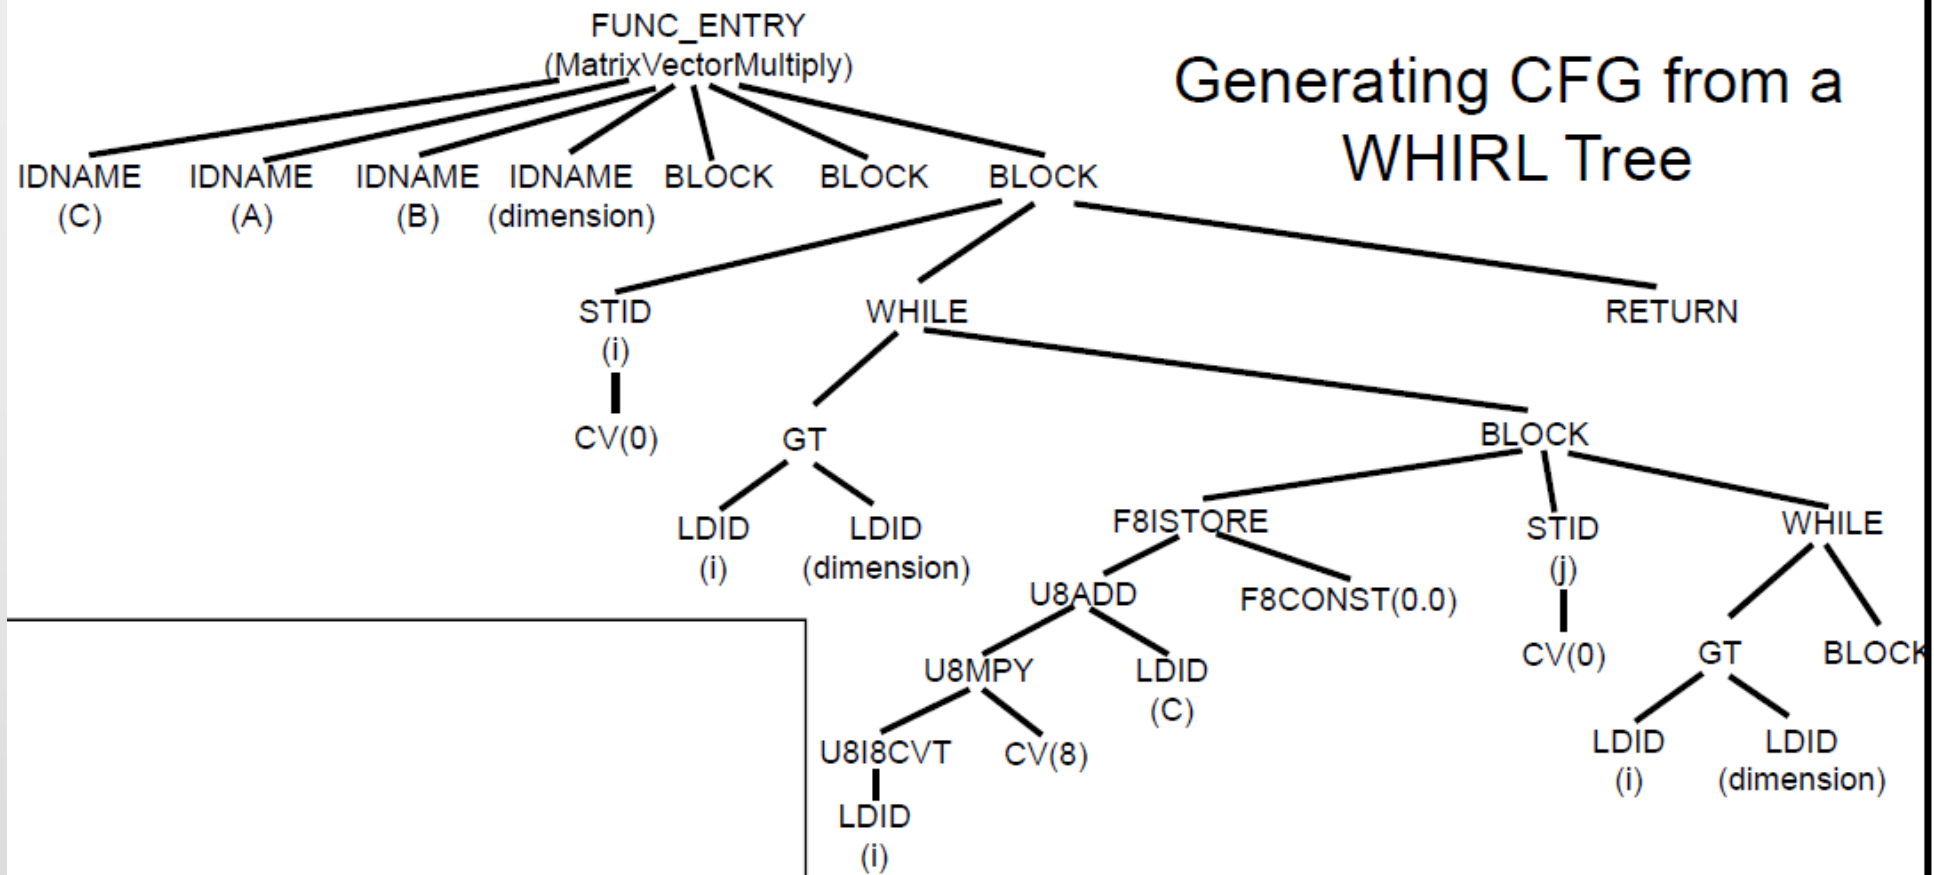 FUNC_ENTRY
(MatrixVectorMultiply)
Generating CFG from a
WHIRL Tree
IDNAME IDNAME IDNAME IDNAME BLOCK BLOCK BLOCK
(C) (A) (B) (dimension)
STID WHILE RETURN
(i)
CV(0) GT BLOCK
LDID LDID F8ISTORE STID WHILE
(i) (dimension) (j)
U8ADD F8CONST(0.0)
U8MPY LDID CV(0) GT BLOCK
(C)
U8I8CVT CV(8) LDID LDID
(i) (dimension)
LDID
(i)